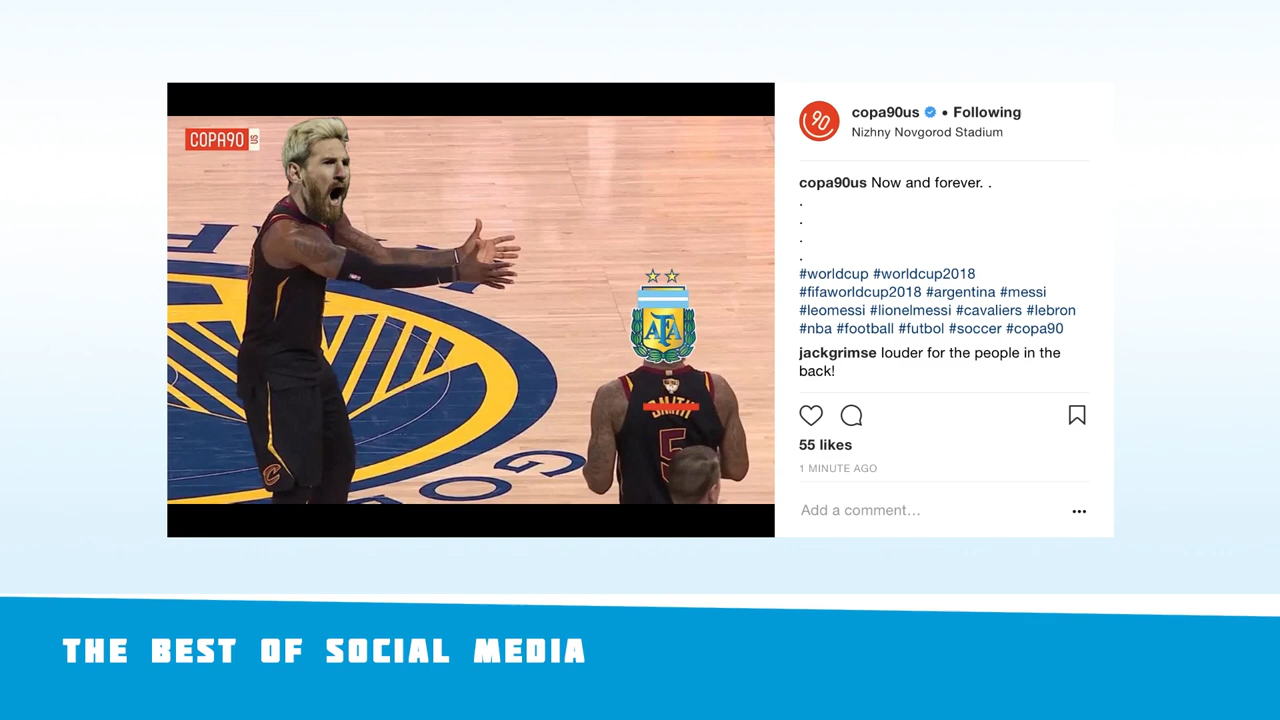 COPA90 US
AFA
SMITH
5
GO
copa90us • Following
Nizhny Novgorod Stadium
copa90us Now and forever. .
.
.
.
.
#worldcup #worldcup2018
#fifaworldcup2018 #argentina #messi
#leomessi #lionelmessi #cavaliers #lebron
#nba #football #futbol #soccer #copa90
jackgrimse louder for the people in the
back!
55 likes
1 MINUTE AGO
Add a comment...
THE BEST OF SOCIAL MEDIA